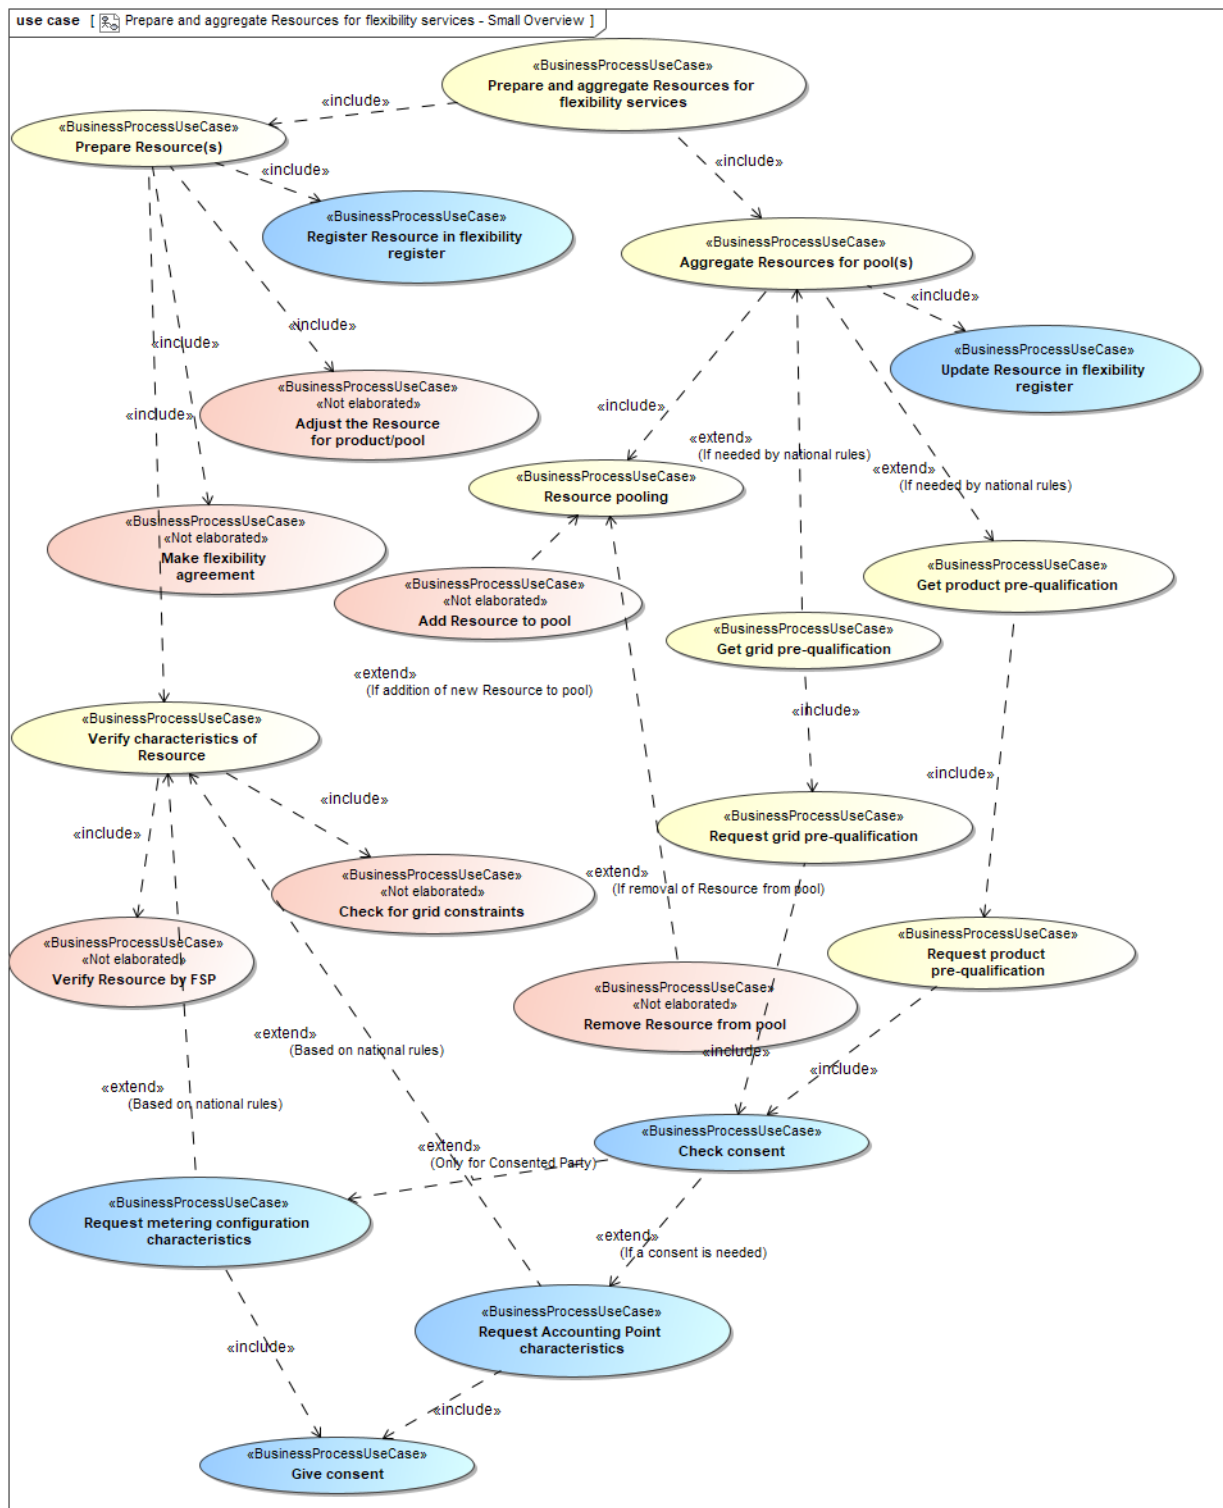 use case [ Prepare and aggregate Resources for flexibility services - Small Overview ]
«BusinessProcessUseCase»
Prepare and aggregate Resources for
flexibility services
«include»
«BusinessProcessUseCase»
Prepare Resource(s)
«include»
«include»
«BusinessProcessUseCase»
Register Resource in flexibility
register
«BusinessProcessUseCase»
Aggregate Resources for pool(s)
«include»
«include»
«include»
«BusinessProcessUseCase»
Update Resource in flexibility
register
«BusinessProcessUseCase»
«Not elaborated»
Adjust the Resource
for product/pool
«include»
«include»
«extend»
(If needed by national rules)
«extend»
(If needed by national rules)
«BusinessProcessUseCase»
Resource pooling
«BusinessProcessUseCase»
«Not elaborated»
Make flexibility
agreement
«BusinessProcessUseCase»
Get product pre-qualification
«BusinessProcessUseCase»
«Not elaborated»
Add Resource to pool
«BusinessProcessUseCase»
Get grid pre-qualification
«extend»
(If addition of new Resource to pool)
«include»
«BusinessProcessUseCase»
Verify characteristics of
Resource
«include»
«include»
«include»
«BusinessProcessUseCase»
Request grid pre-qualification
«BusinessProcessUseCase»
«Not elaborated»
Check for grid constraints
«extend»
(If removal of Resource from pool)
«BusinessProcessUseCase»
«Not elaborated»
Verify Resource by FSP
«BusinessProcessUseCase»
Request product
pre-qualification
«BusinessProcessUseCase»
«Not elaborated»
Remove Resource from pool
«extend»
(Based on national rules)
«include»
«include»
«extend»
(Based on national rules)
«BusinessProcessUseCase»
Check consent
«extend»
(Only for Consented Party)
«BusinessProcessUseCase»
Request metering configuration
characteristics
«extend»
(If a consent is needed)
«BusinessProcessUseCase»
Request Accounting Point
characteristics
«include»
«include»
«BusinessProcessUseCase»
Give consent